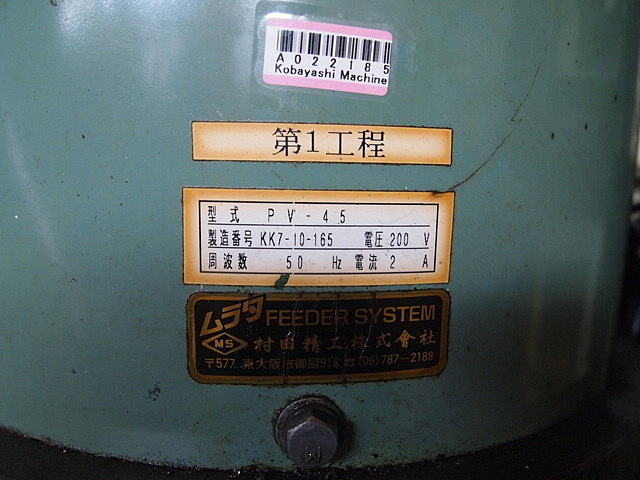 A022185
Kobayashi Machine
第1工程
型式 PV-45
製造番号 KK7-10-165 電圧 200 V
周波数 50 Hz 電流 2 A
ムラタ FEEDER SYSTEM
MS 村田精工株式會社
〒577 東大阪市御厨918 ☎(06)787-2188